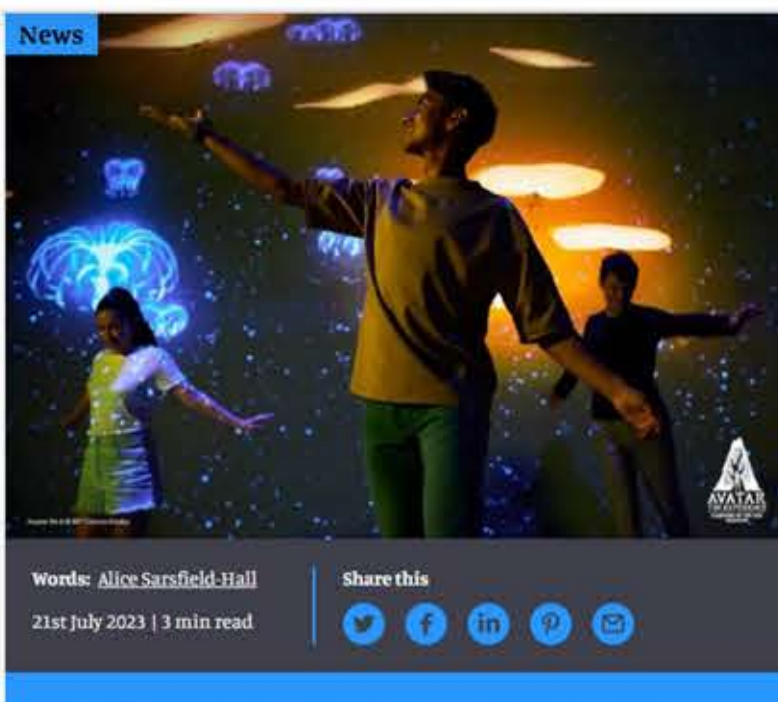 News
AVATAR
Words: Alice Sarsfield-Hall
Share this
21st July 2023 | 3 min read